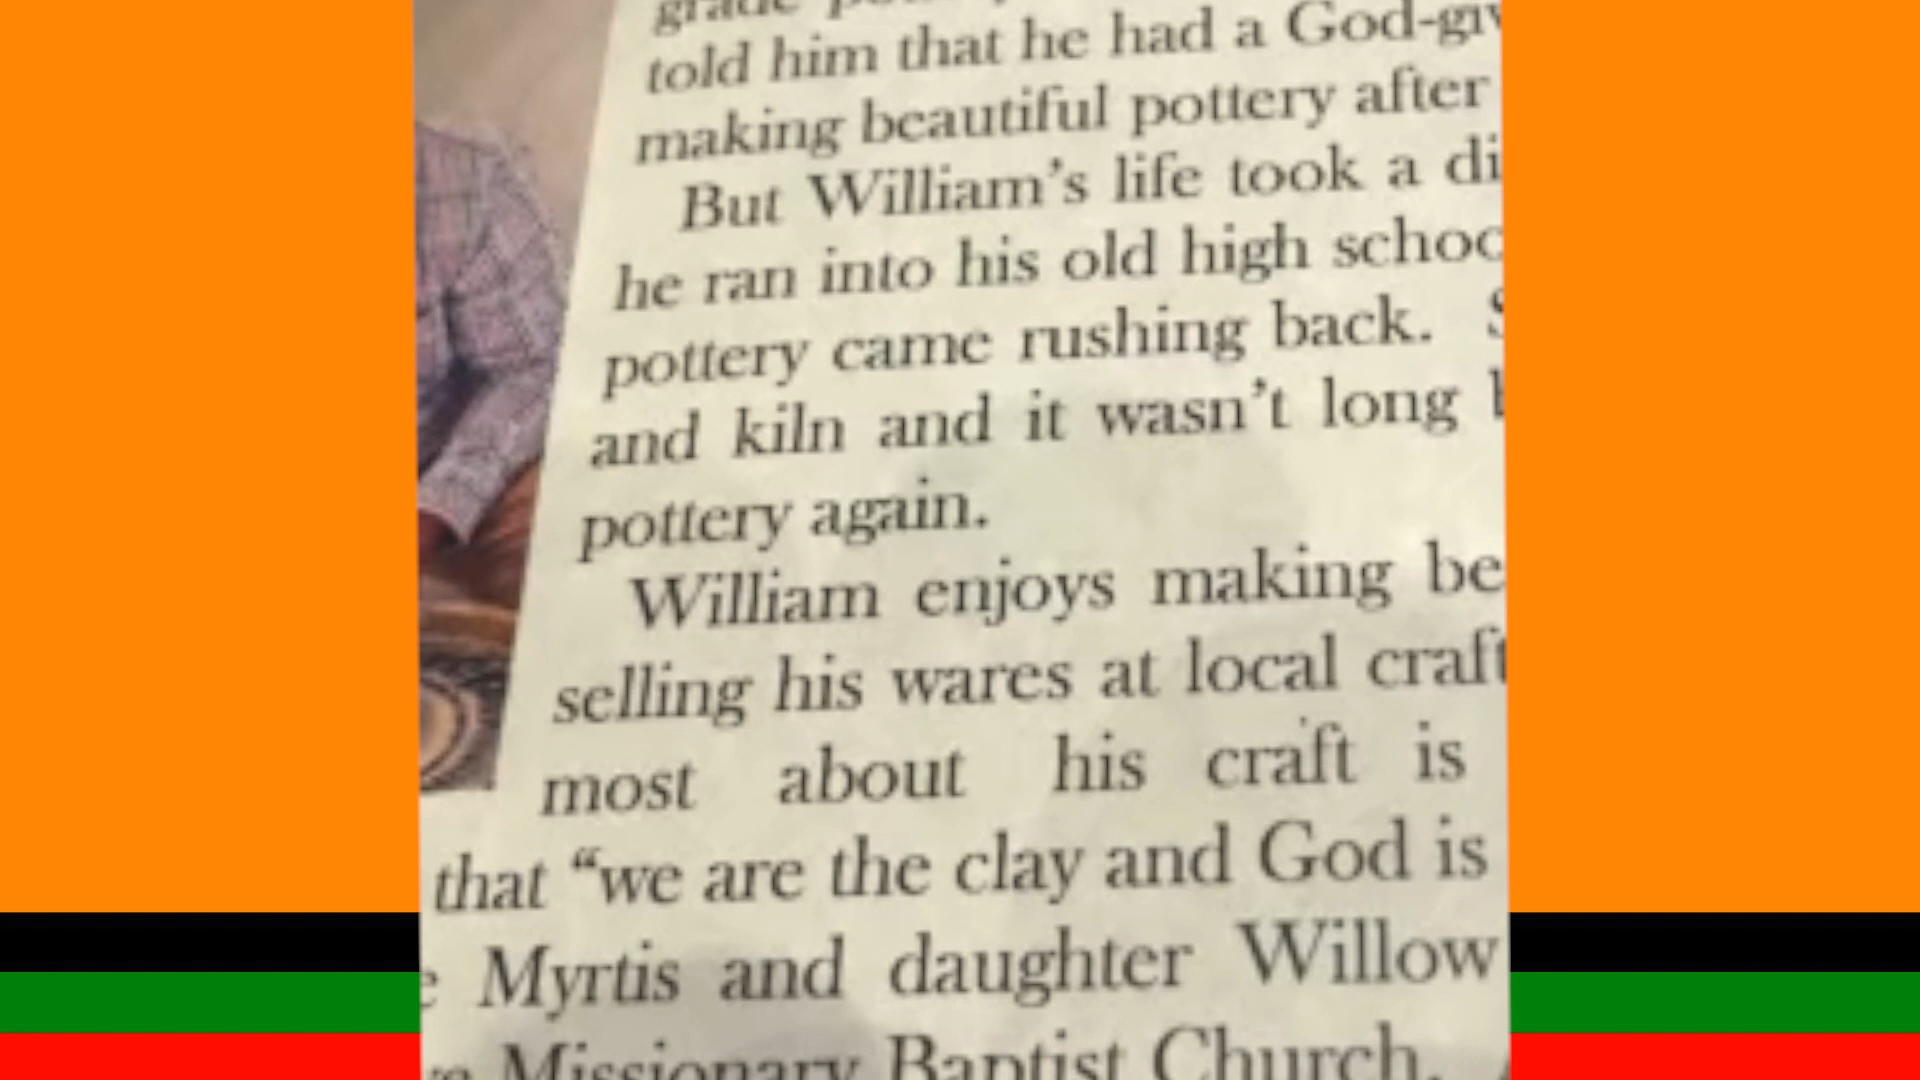 told him that he had a God-giv
making beautiful pottery after
But William's life took a di
he ran into his old high schoo
pottery came rushing back. S
and kiln and it wasn't long b
pottery again.
William enjoys making be
selling his wares at local craft
most about his craft is
that “we are the clay and God is
e Myrtis and daughter Willow
Missionary Baptist Church.